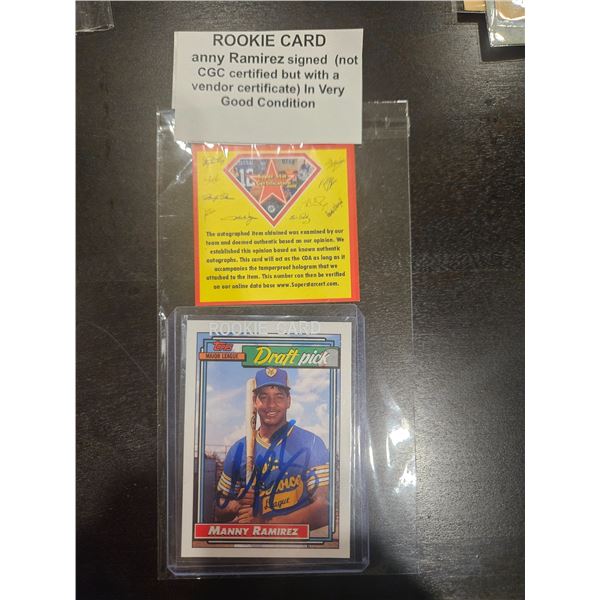 ROOKIE CARD
anny Ramirez signed (not
CGC certified but with a
vendor certificate) In Very
Good Condition
Super Star
The autographed item obtained was examined by our
team and deemed authentic based on our opinion. We
established this opinion based on known authentic
autographs. This card will act as the COA as long as it
accompanies the tamperproof hologram that we
attached to the item. This number can then be verified
on our online data base www.Superstarcert.com.
ROOKIE CARD
Topps
MAJOR LEAGUE
Draft pick
League
MANNY RAMIREZ